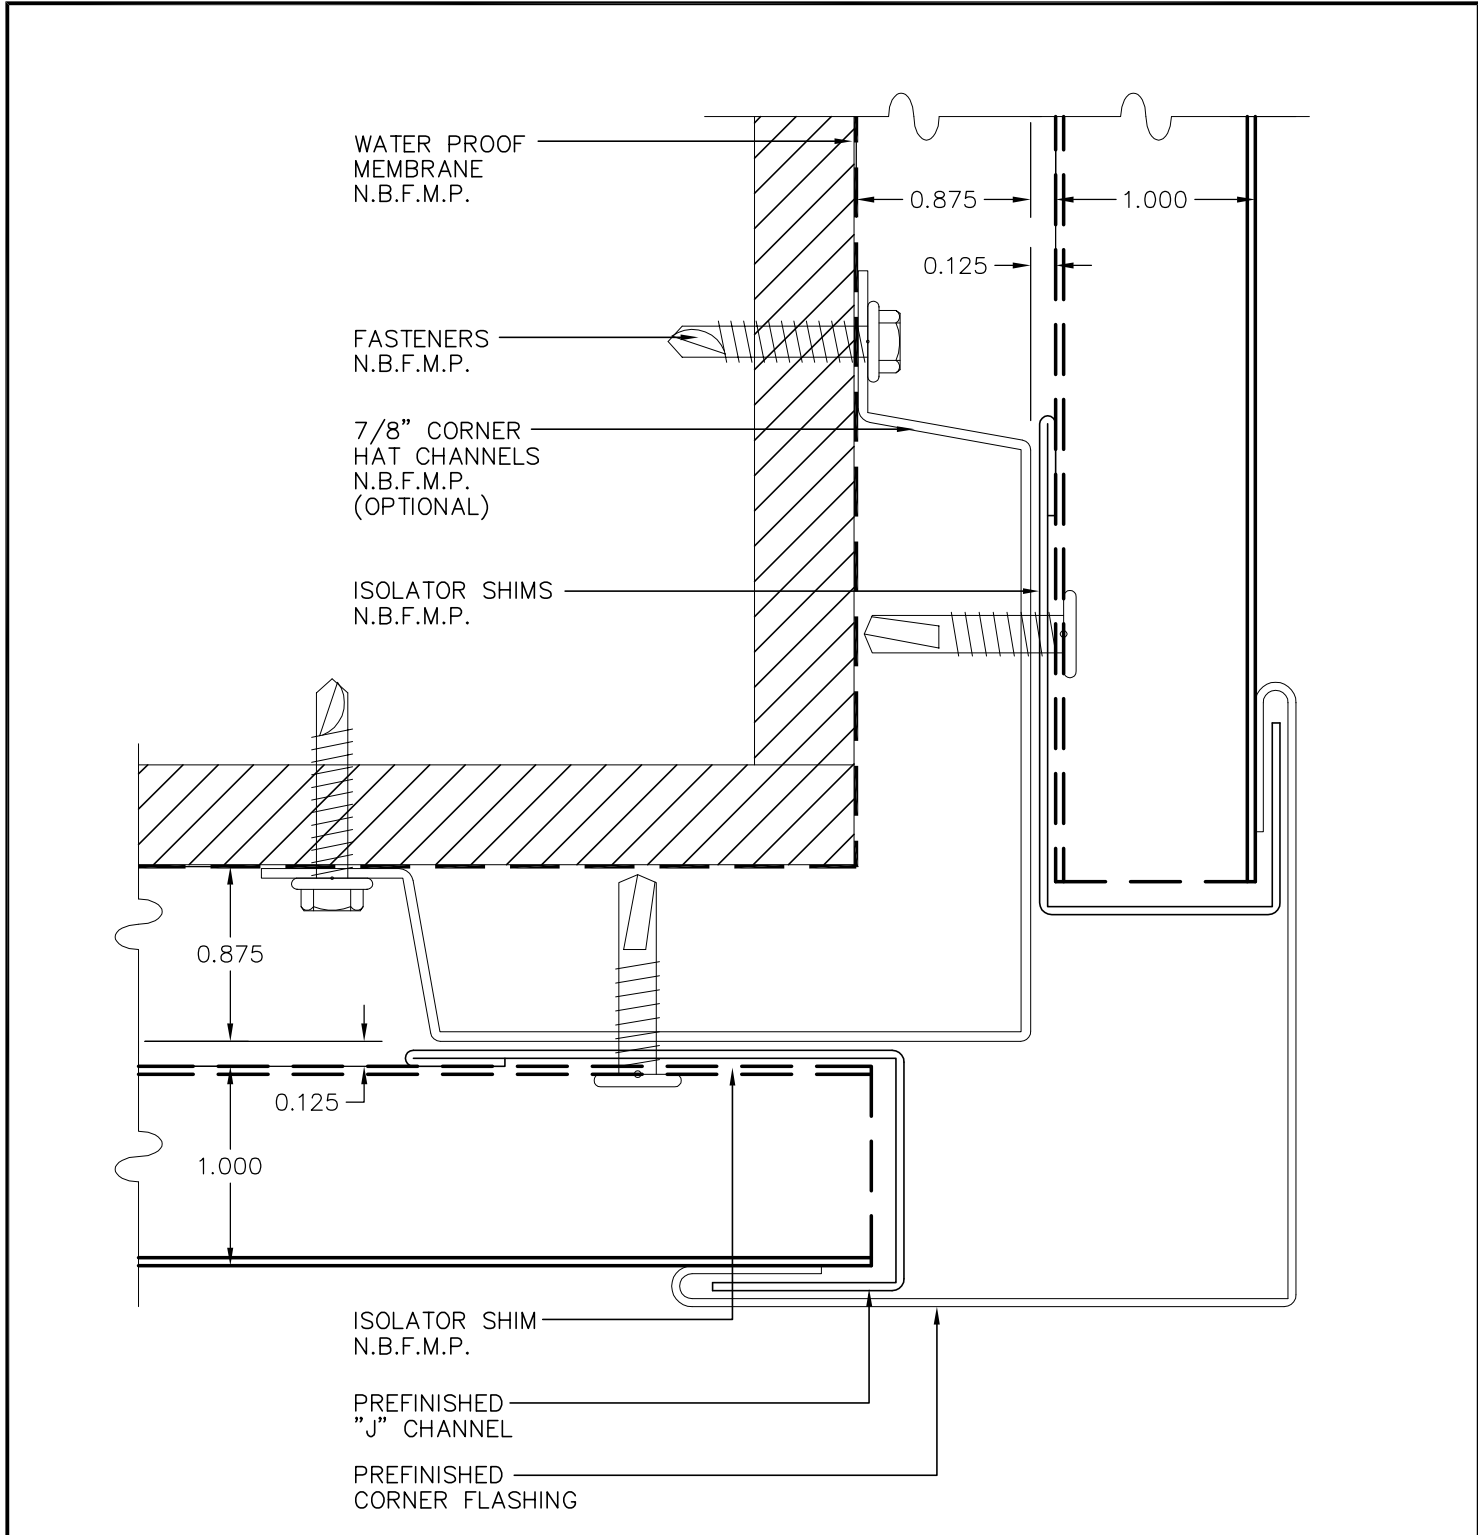 WATER PROOF
MEMBRANE
N.B.F.M.P.
0.875
1.000
0.125
FASTENERS
N.B.F.M.P.
7/8” CORNER
HAT CHANNELS
N.B.F.M.P.
(OPTIONAL)
ISOLATOR SHIMS
N.B.F.M.P.
0.875
0.125
1.000
ISOLATOR SHIM
N.B.F.M.P.
PREFINISHED
”J” CHANNEL
PREFINISHED
CORNER FLASHING